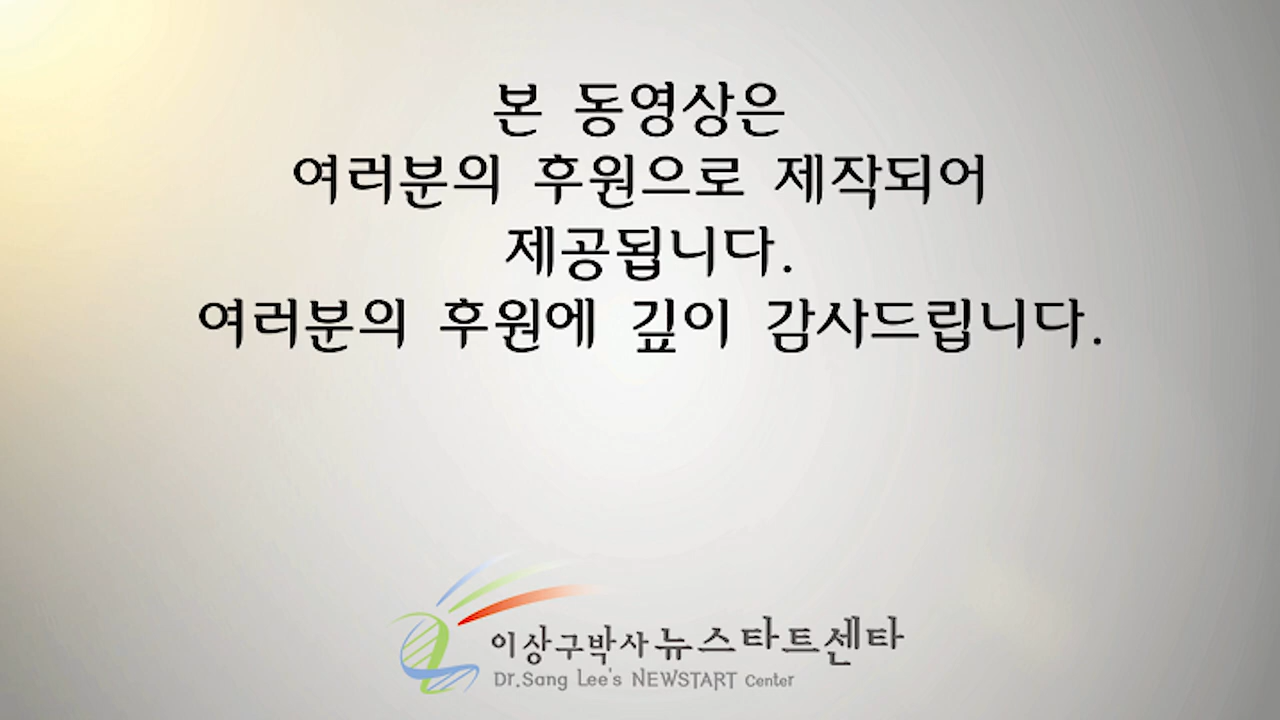 본 동영상은
여러분의 후원으로 제작되어
제공됩니다.
여러분의 후원에 깊이 감사드립니다.
이상구박사 뉴스타트센타
Dr.Sang Lee's NEWSTART Center